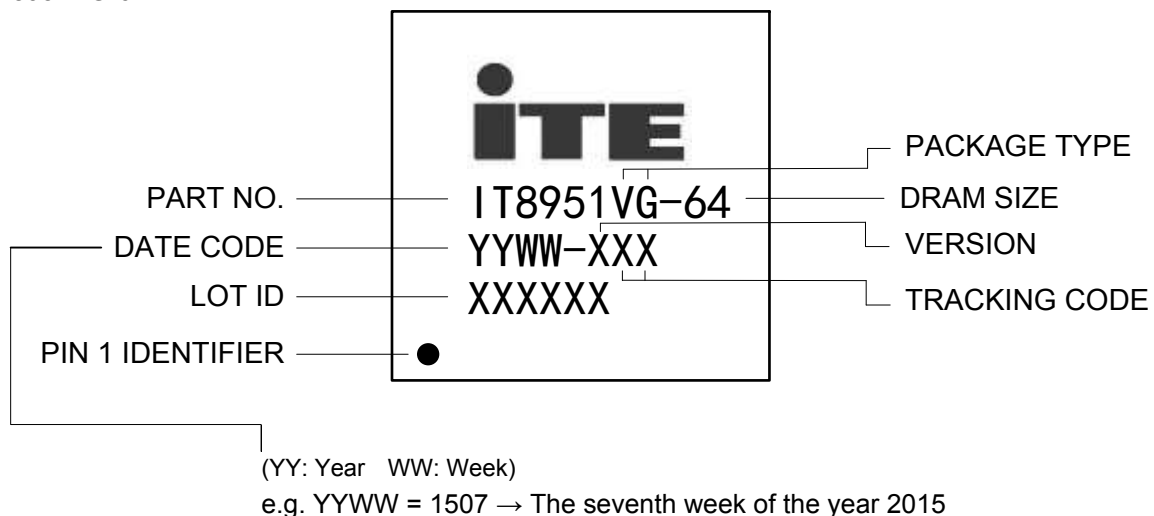 iTE
PACKAGE TYPE
PART NO.
IT8951VG-64
DRAM SIZE
DATE CODE
YYWW-XXX
VERSION
LOT ID
XXXXXX
TRACKING CODE
PIN 1 IDENTIFIER
(YY: Year WW: Week)
e.g. YYWW = 1507 → The seventh week of the year 2015